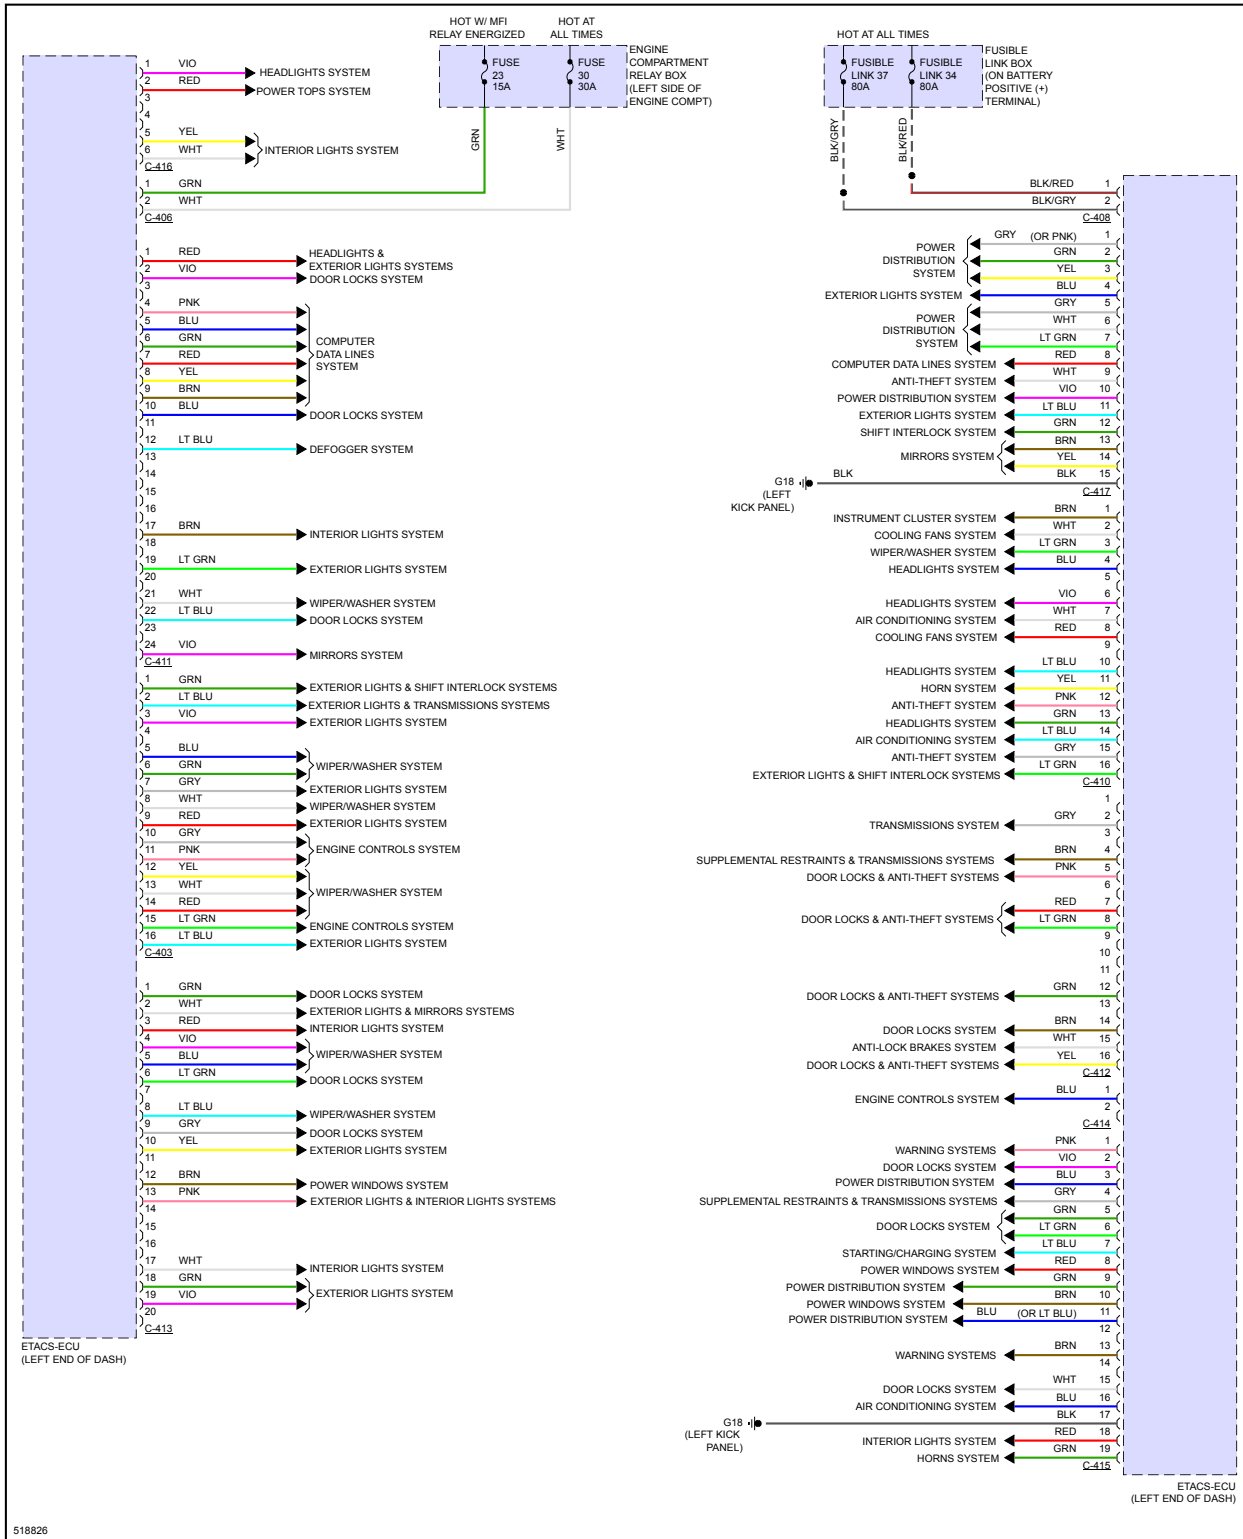 HOT W/ MFI
RELAY ENERGIZED
HOT AT
ALL TIMES
FUSE
23
15A
FUSE
30
30A
ENGINE
COMPARTMENT
RELAY BOX
(LEFT SIDE OF
ENGINE COMPT)
GRN
WHT
HOT AT ALL TIMES
FUSIBLE
LINK 37
80A
FUSIBLE
LINK 34
80A
FUSIBLE
LINK BOX
(ON BATTERY
POSITIVE (+)
TERMINAL)
BLK/GRY
BLK/RED
1 VIO HEADLIGHTS SYSTEM
2 RED POWER TOPS SYSTEM
3
4
5 YEL
6 WHT
INTERIOR LIGHTS SYSTEM
C-416
1 GRN
2 WHT
C-406
1 RED HEADLIGHTS &
EXTERIOR LIGHTS SYSTEMS
2 VIO DOOR LOCKS SYSTEM
3
4 PNK
5 BLU
6 GRN
7 RED
8 YEL
9 BRN
COMPUTER
DATA LINES
SYSTEM
10 BLU DOOR LOCKS SYSTEM
11
12 LT BLU DEFOGGER SYSTEM
13
14
15
16
17 BRN INTERIOR LIGHTS SYSTEM
18
19 LT GRN EXTERIOR LIGHTS SYSTEM
20
21 WHT WIPER/WASHER SYSTEM
22 LT BLU DOOR LOCKS SYSTEM
23
24 VIO MIRRORS SYSTEM
C-411
1 GRN EXTERIOR LIGHTS & SHIFT INTERLOCK SYSTEMS
2 LT BLU EXTERIOR LIGHTS & TRANSMISSIONS SYSTEMS
3 VIO EXTERIOR LIGHTS SYSTEM
4
5 BLU
6 GRN
WIPER/WASHER SYSTEM
7 GRY EXTERIOR LIGHTS SYSTEM
8 WHT WIPER/WASHER SYSTEM
9 RED EXTERIOR LIGHTS SYSTEM
10 GRY
11 PNK
ENGINE CONTROLS SYSTEM
12 YEL
13 WHT
14 RED
WIPER/WASHER SYSTEM
15 LT GRN ENGINE CONTROLS SYSTEM
16 LT BLU EXTERIOR LIGHTS SYSTEM
C-403
1 GRN DOOR LOCKS SYSTEM
2 WHT EXTERIOR LIGHTS & MIRRORS SYSTEMS
3 RED INTERIOR LIGHTS SYSTEM
4 VIO
5 BLU
WIPER/WASHER SYSTEM
6 LT GRN DOOR LOCKS SYSTEM
7
8 LT BLU WIPER/WASHER SYSTEM
9 GRY DOOR LOCKS SYSTEM
10 YEL EXTERIOR LIGHTS SYSTEM
11
12 BRN POWER WINDOWS SYSTEM
13 PNK EXTERIOR LIGHTS & INTERIOR LIGHTS SYSTEMS
14
15
16
17 WHT INTERIOR LIGHTS SYSTEM
18 GRN
19 VIO
EXTERIOR LIGHTS SYSTEM
20
C-413
ETACS-ECU
(LEFT END OF DASH)
BLK/RED 1
BLK/GRY 2
C-408
GRY (OR PNK) 1
GRN 2
YEL 3
POWER
DISTRIBUTION
SYSTEM
EXTERIOR LIGHTS SYSTEM BLU 4
GRY 5
WHT 6
LT GRN 7
POWER
DISTRIBUTION
SYSTEM
COMPUTER DATA LINES SYSTEM RED 8
ANTI-THEFT SYSTEM WHT 9
POWER DISTRIBUTION SYSTEM VIO 10
EXTERIOR LIGHTS SYSTEM LT BLU 11
SHIFT INTERLOCK SYSTEM GRN 12
BRN 13
YEL 14
MIRRORS SYSTEM
G18
(LEFT
KICK PANEL)
BLK BLK 15
C-417
INSTRUMENT CLUSTER SYSTEM BRN 1
COOLING FANS SYSTEM WHT 2
WIPER/WASHER SYSTEM LT GRN 3
HEADLIGHTS SYSTEM BLU 4
5
HEADLIGHTS SYSTEM VIO 6
AIR CONDITIONING SYSTEM WHT 7
COOLING FANS SYSTEM RED 8
9
HEADLIGHTS SYSTEM LT BLU 10
HORN SYSTEM YEL 11
ANTI-THEFT SYSTEM PNK 12
HEADLIGHTS SYSTEM GRN 13
AIR CONDITIONING SYSTEM LT BLU 14
ANTI-THEFT SYSTEM GRY 15
EXTERIOR LIGHTS & SHIFT INTERLOCK SYSTEMS LT GRN 16
C-410
1
TRANSMISSIONS SYSTEM GRY 2
3
SUPPLEMENTAL RESTRAINTS & TRANSMISSIONS SYSTEMS BRN 4
DOOR LOCKS & ANTI-THEFT SYSTEMS PNK 5
6
RED 7
LT GRN 8
DOOR LOCKS & ANTI-THEFT SYSTEMS
9
10
11
DOOR LOCKS & ANTI-THEFT SYSTEMS GRN 12
13
DOOR LOCKS SYSTEM BRN 14
ANTI-LOCK BRAKES SYSTEM WHT 15
DOOR LOCKS & ANTI-THEFT SYSTEMS YEL 16
C-412
ENGINE CONTROLS SYSTEM BLU 1
2
C-414
WARNING SYSTEMS PNK 1
DOOR LOCKS SYSTEM VIO 2
POWER DISTRIBUTION SYSTEM BLU 3
SUPPLEMENTAL RESTRAINTS & TRANSMISSIONS SYSTEMS GRY 4
GRN 5
LT GRN 6
DOOR LOCKS SYSTEM
STARTING/CHARGING SYSTEM LT BLU 7
POWER WINDOWS SYSTEM RED 8
POWER DISTRIBUTION SYSTEM GRN 9
POWER WINDOWS SYSTEM BRN 10
POWER DISTRIBUTION SYSTEM BLU (OR LT BLU) 11
12
WARNING SYSTEMS BRN 13
14
DOOR LOCKS SYSTEM WHT 15
AIR CONDITIONING SYSTEM BLU 16
G18
(LEFT KICK
PANEL)
BLK 17
INTERIOR LIGHTS SYSTEM RED 18
HORNS SYSTEM GRN 19
C-415
ETACS-ECU
(LEFT END OF DASH)
518826